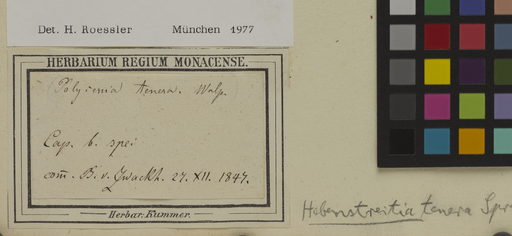 Det. H. Roessler München 1977
HERBARIUM REGIUM MONACENSE.
Polycenia tenera. Walp.
Cap. b. spei
com̄. B. v. 27. XII. 1847.
Herbar. Kummer.
Hebenstreitia tenera Spr